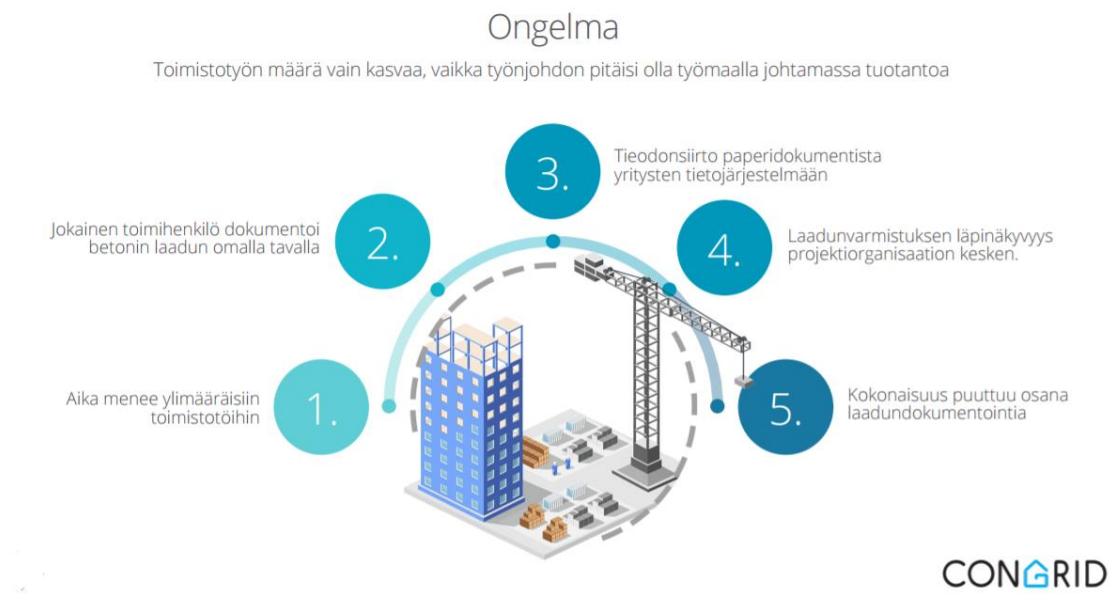 Ongelma
Toimistotyön määrä vain kasvaa, vaikka työnjohdon pitäisi olla työmaalla johtamassa tuotantoa
1.
Aika menee ylimääräisiin
toimistotöihin
2.
Jokainen toimihenkilö dokumentoi
betonin laadun omalla tavalla
3.
Tieodonsiirto paperidokumentista
yritysten tietojärjestelmään
4.
Laadunvarmistuksen läpinäkyvyys
projektiorganisaation kesken.
5.
Kokonaisuus puuttuu osana
laadundokumentointia
CONGRID